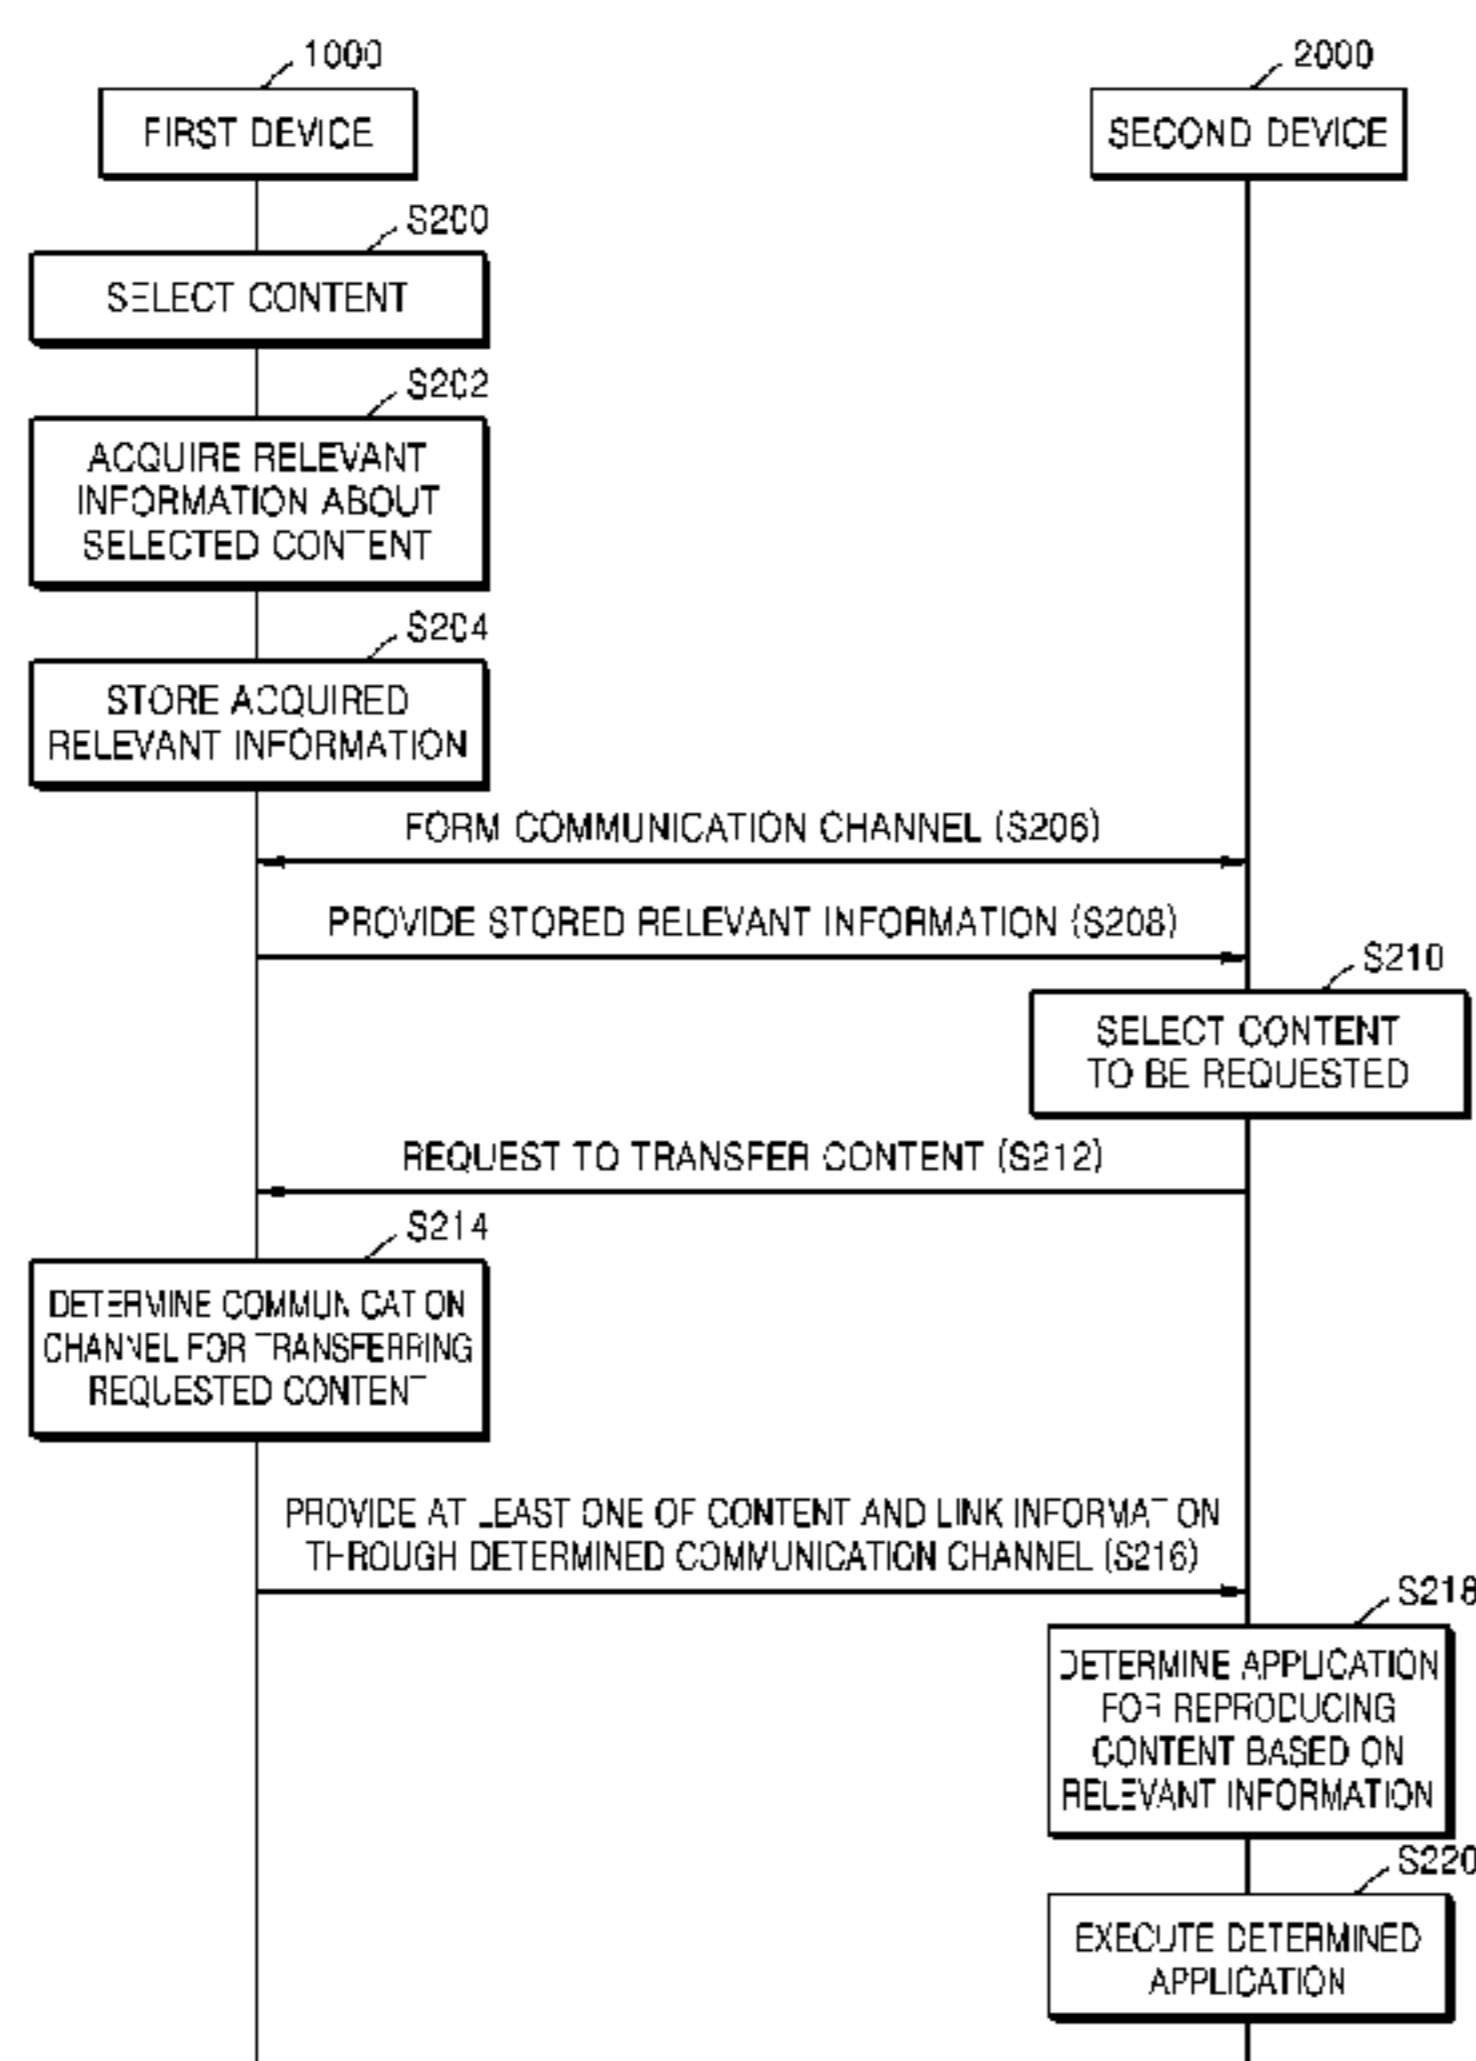 1000
2000
FIRST DEVICE
SECOND DEVICE
S200
SELECT CONTENT
S202
ACQUIRE RELEVANT
INFORMATION ABOUT
SELECTED CONTENT
S204
STORE ACQUIRED
RELEVANT INFORMATION
FORM COMMUNICATION CHANNEL (S206)
PROVIDE STORED RELEVANT INFORMATION (S208)
S210
SELECT CONTENT
TO BE REQUESTED
REQUEST TO TRANSFER CONTENT (S212)
S214
DETERMINE COMMUNICATION
CHANNEL FOR TRANSFERRING
REQUESTED CONTENT
PROVIDE AT LEAST ONE OF CONTENT AND LINK INFORMATION
THROUGH DETERMINED COMMUNICATION CHANNEL (S216)
S218
DETERMINE APPLICATION
FOR REPRODUCING
CONTENT BASED ON
RELEVANT INFORMATION
S220
EXECUTE DETERMINED
APPLICATION